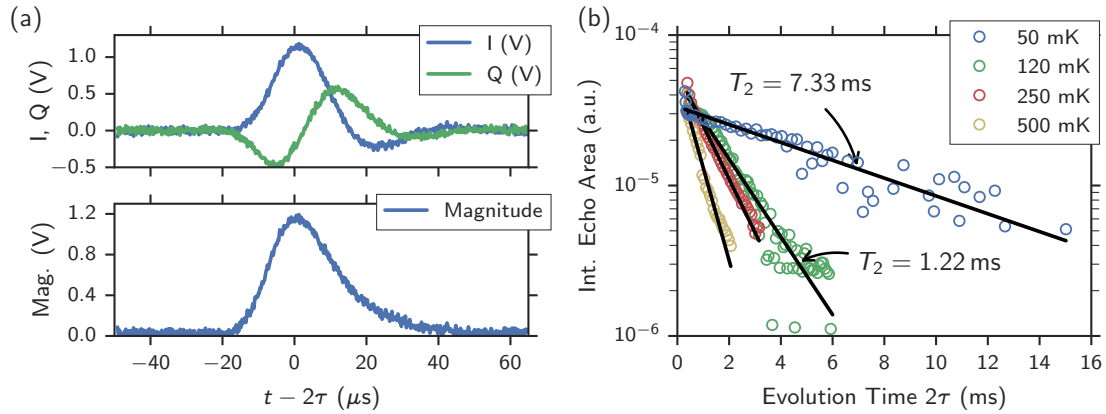 (a)
I, Q (V)
1.0
0.5
0.0
−0.5
I (V)
Q (V)
Mag. (V)
1.2
0.8
0.4
0.0
Magnitude
−40 −20 0 20 40 60
t − 2τ (μs)
(b)
Int. Echo Area (a.u.)
10⁻⁴
10⁻⁵
10⁻⁶
50 mK
120 mK
250 mK
500 mK
T₂ = 7.33 ms
T₂ = 1.22 ms
0 2 4 6 8 10 12 14 16
Evolution Time 2τ (ms)